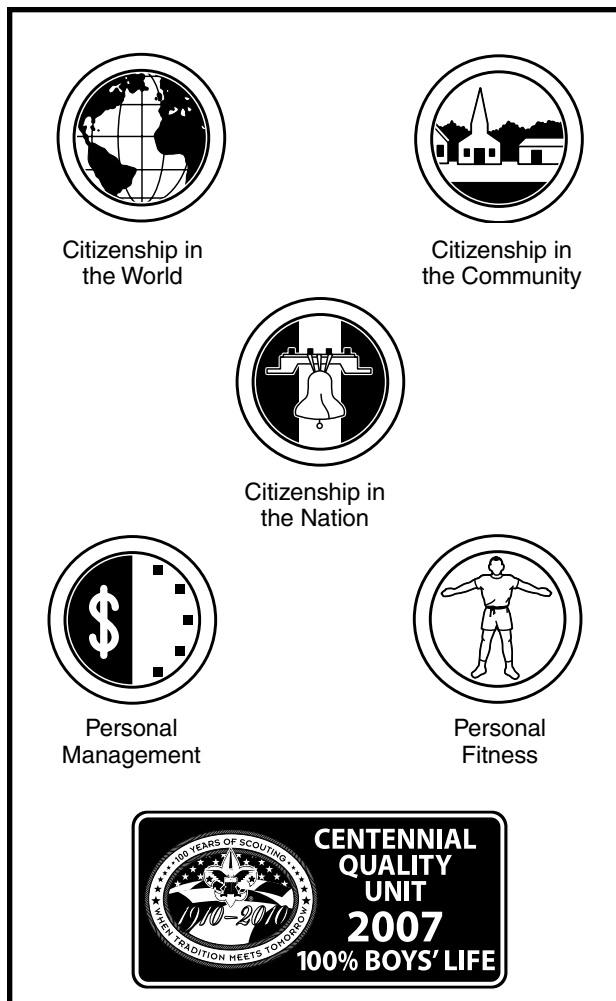 Citizenship in
the World
Citizenship in
the Community
Citizenship in
the Nation
$
Personal
Management
Personal
Fitness
100 YEARS OF SCOUTING
1910–2010
WHEN TRADITION MEETS TOMORROW
CENTENNIAL
QUALITY
UNIT
2007
100% BOYS' LIFE